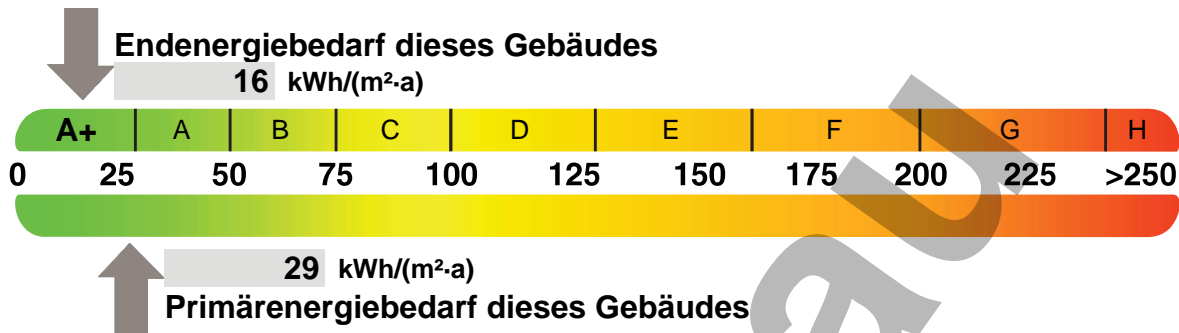 Endenergiebedarf dieses Gebäudes
16 kWh/(m²·a)
A+ A B C D E F G H
0 25 50 75 100 125 150 175 200 225 >250
29 kWh/(m²·a)
Primärenergiebedarf dieses Gebäudes
au